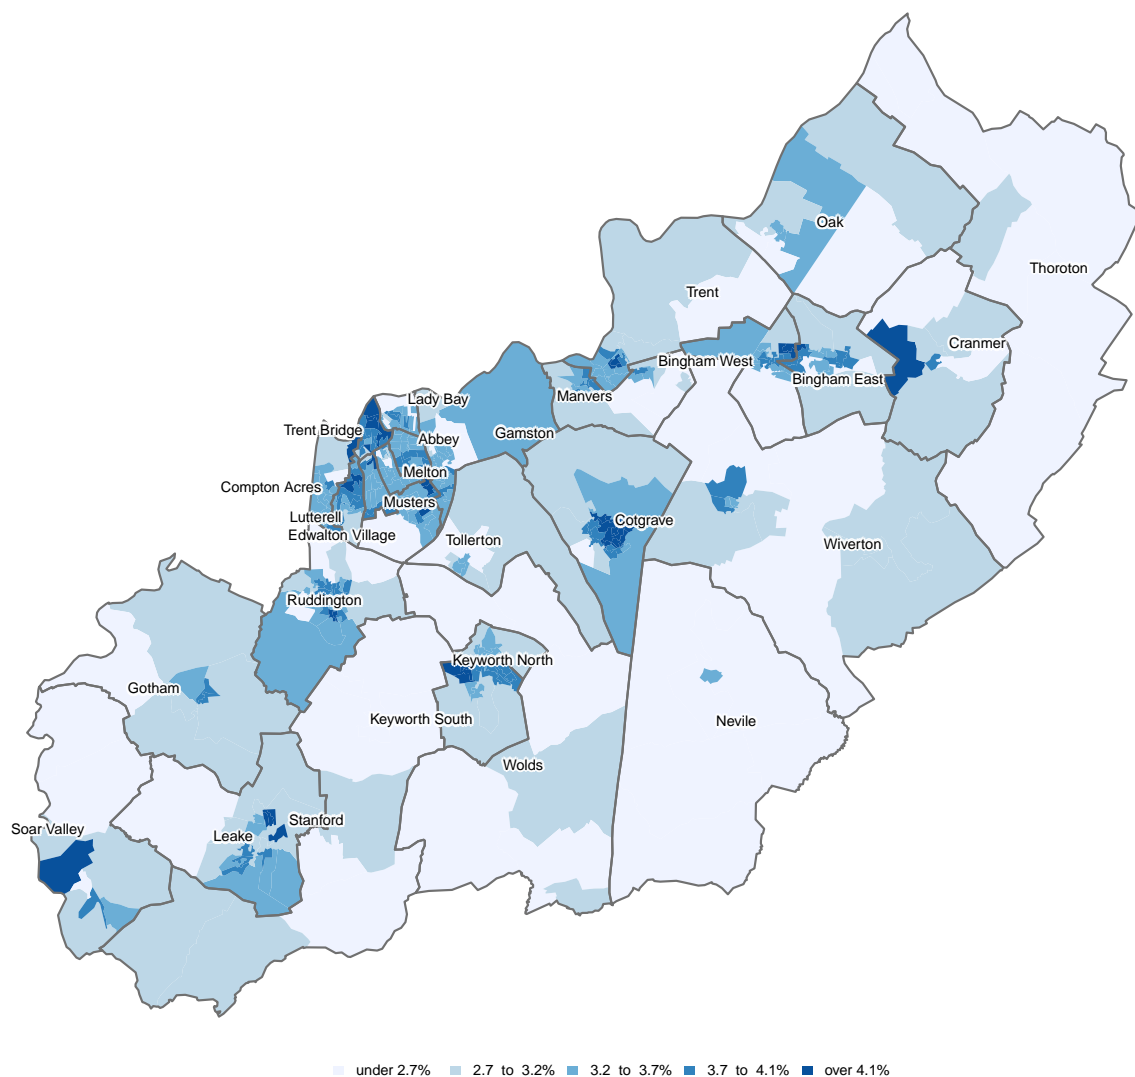 Oak
Thoroton
Trent
Cranmer
Bingham West
Bingham East
Manvers
Lady Bay
Trent Bridge
Abbey
Gamston
Melton
Compton Acres
Musters
Lutterell
Edwalton Village
Cotgrave
Tollerton
Wiverton
Ruddington
Keyworth North
Gotham
Keyworth South
Nevile
Wolds
Stanford
Soar Valley
Leake
under 2.7% 2.7 to 3.2% 3.2 to 3.7% 3.7 to 4.1% over 4.1%